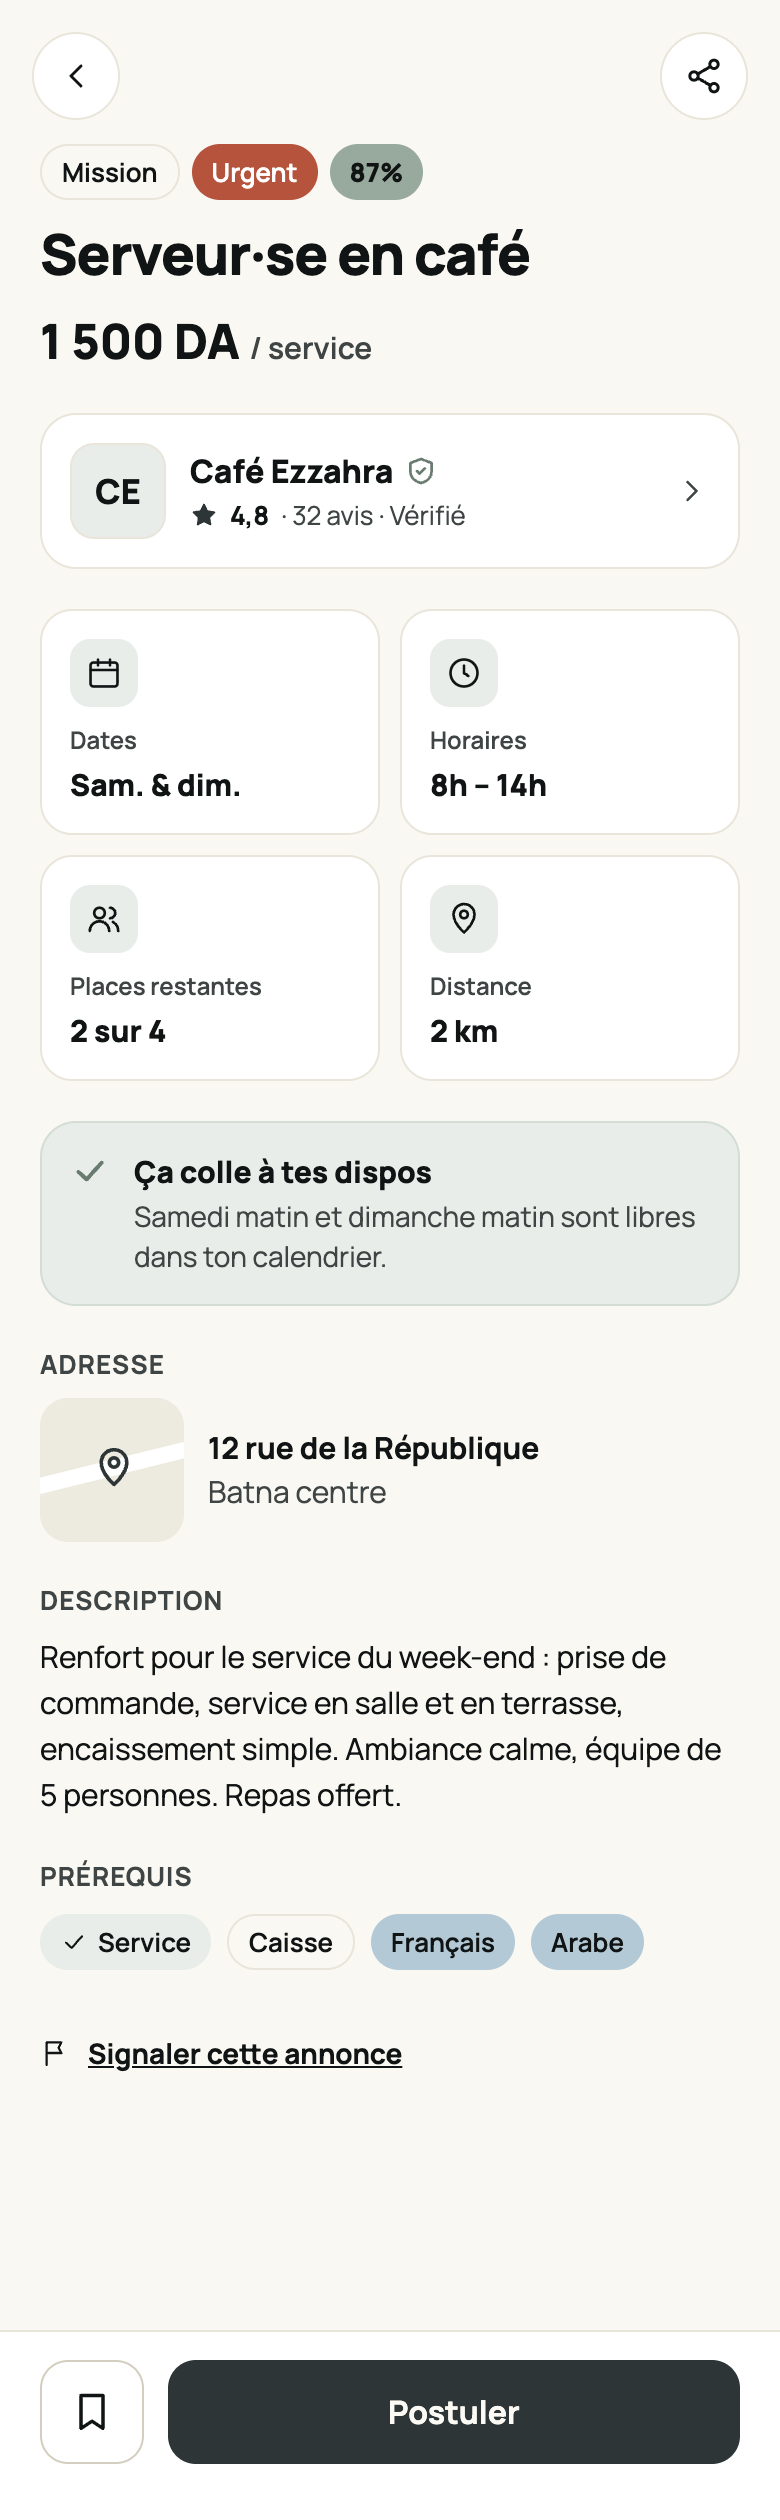 Mission
Urgent
87%
Serveur·se en café
1 500 DA / service
CE
Café Ezzahra
4,8 · 32 avis · Vérifié
Dates
Sam. & dim.
Horaires
8h – 14h
Places restantes
2 sur 4
Distance
2 km
Ça colle à tes dispos
Samedi matin et dimanche matin sont libres
dans ton calendrier.
ADRESSE
12 rue de la République
Batna centre
DESCRIPTION
Renfort pour le service du week-end : prise de
commande, service en salle et en terrasse,
encaissement simple. Ambiance calme, équipe de
5 personnes. Repas offert.
PRÉREQUIS
Service
Caisse
Français
Arabe
Signaler cette annonce
Postuler